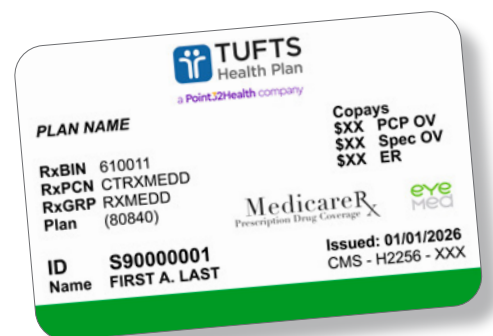 TUFTS
Health Plan
a Point32Health company
PLAN NAME
Copays
$XX PCP OV
$XX Spec OV
$XX ER
RxBIN 610011
RxPCN CTRXMEDD
RxGRP RXMEDD
Plan (80840)
MedicareRx
Prescription Drug Coverage
eye
Med
ID S90000001
Name FIRST A. LAST
Issued: 01/01/2026
CMS - H2256 - XXX